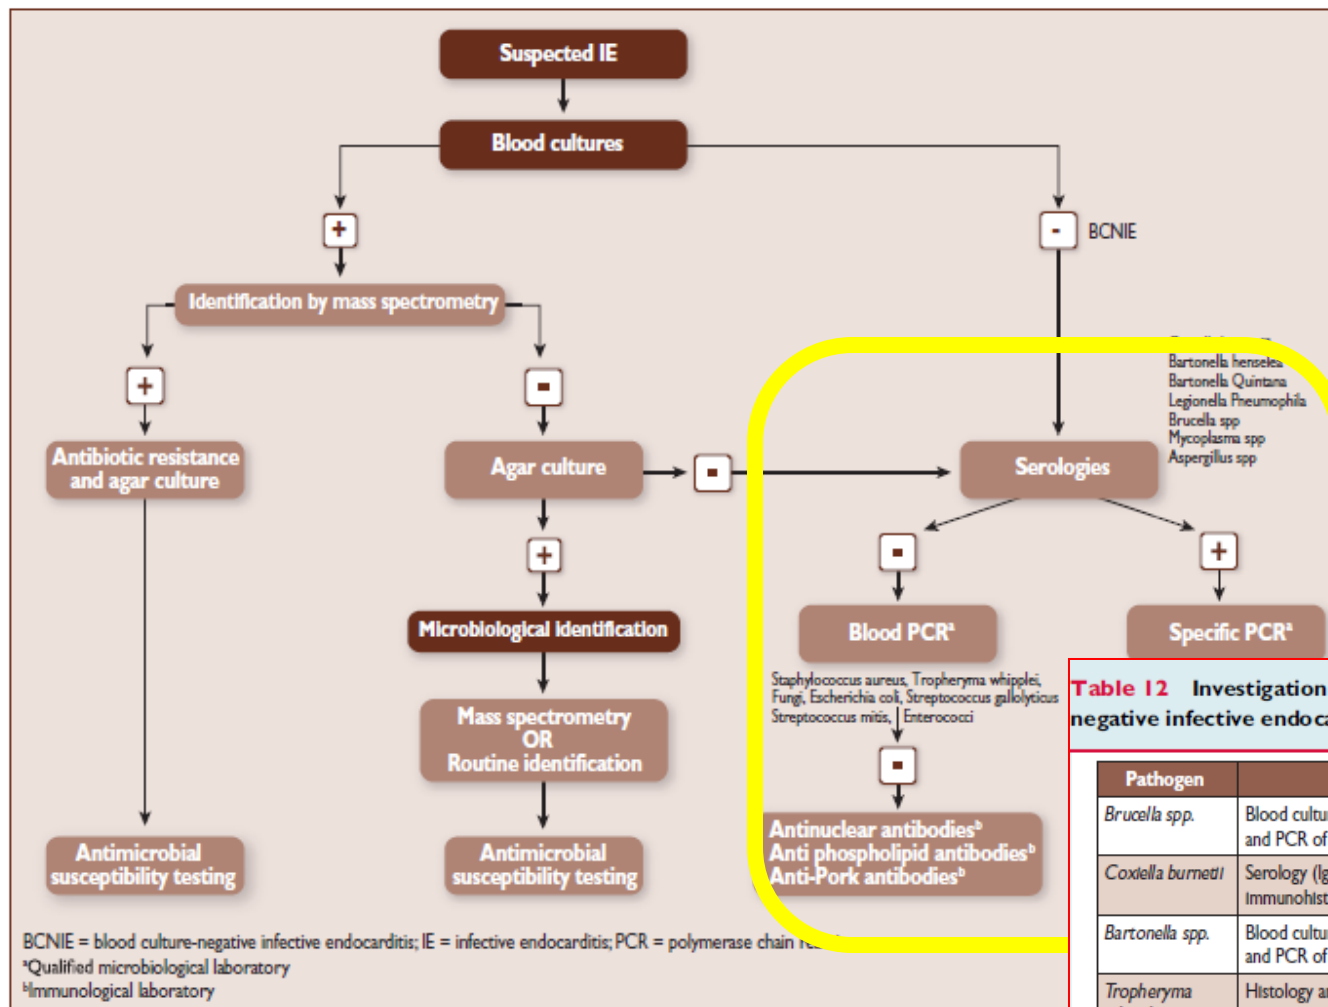 Suspected IE
Blood cultures
+
-
BCNIE
Identification by mass spectrometry
+
-
Bartonella henselea
Bartonella Quintana
Legionella Pneumophila
Brucella spp
Mycoplasma spp
Aspergillus spp
Antibiotic resistance
and agar culture
Agar culture
-
Serologies
+
-
+
Microbiological identification
Blood PCRª
Specific PCRª
Staphylococcus aureus, Tropheryma whipplei,
Fungi, Escherichia coli, Streptococcus gallolyticus
Streptococcus mitis, Enterococci
Mass spectrometry
OR
Routine identification
-
Antimicrobial
susceptibility testing
Antimicrobial
susceptibility testing
Antinuclear antibodiesᵇ
Anti phospholipid antibodiesᵇ
Anti-Pork antibodiesᵇ
BCNIE = blood culture-negative infective endocarditis; IE = infective endocarditis; PCR = polymerase chain
ªQualified microbiological laboratory
ᵇImmunological laboratory
Table 12 Investigation
negative infective endoca
Pathogen
Brucella spp.
Blood cultu
and PCR of
Coxiella burnetii
Serology (Ig
immunohist
Bartonella spp.
Blood cultu
and PCR of
Tropheryma
Histology an